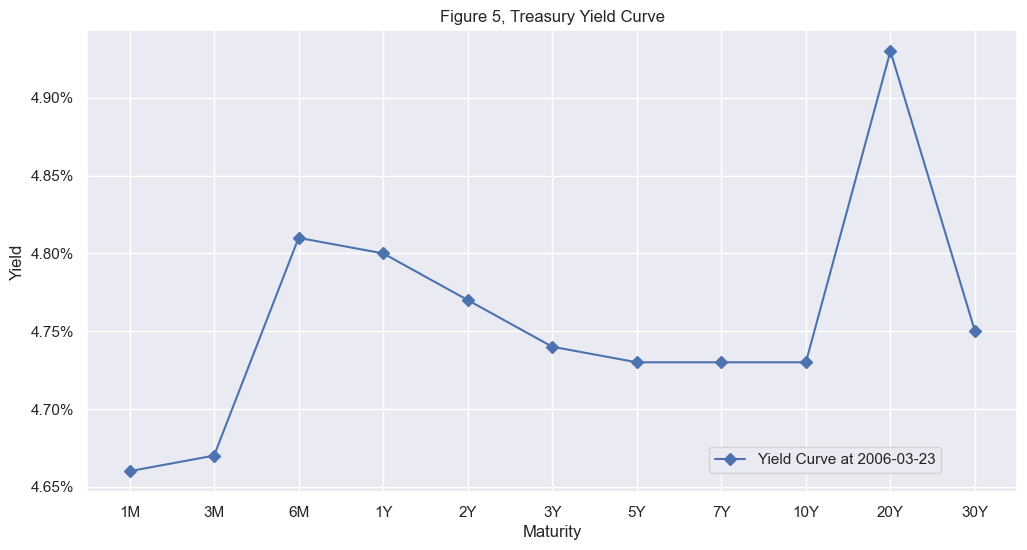 Figure 5, Treasury Yield Curve
Yield
4.90%
4.85%
4.80%
4.75%
4.70%
4.65%
Yield Curve at 2006-03-23
1M 3M 6M 1Y 2Y 3Y 5Y 7Y 10Y 20Y 30Y
Maturity